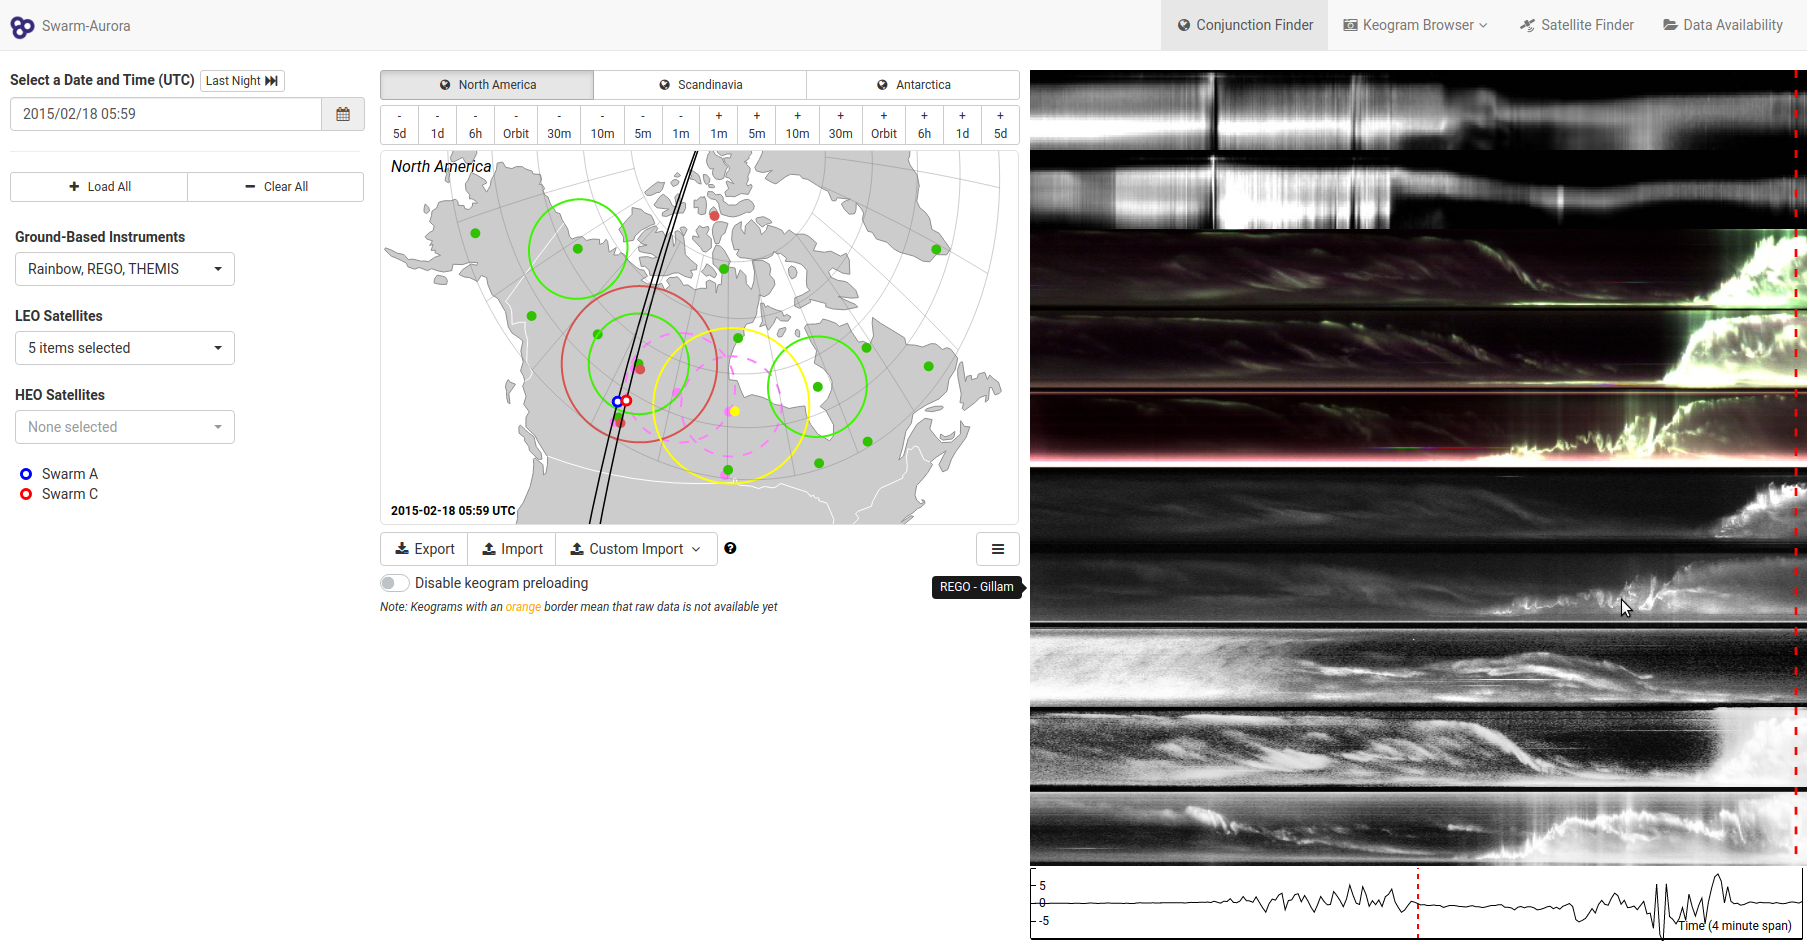 Swarm-Aurora
Conjunction Finder
Keogram Browser
Satellite Finder
Data Availability
Select a Date and Time (UTC)
Last Night
2015/02/18 05:59
Load All
Clear All
Ground-Based Instruments
Rainbow, REGO, THEMIS
LEO Satellites
5 items selected
HEO Satellites
None selected
Swarm A
Swarm C
North America
Scandinavia
Antarctica
- - - - - - - - + + + + + + + +
5d 1d 6h Orbit 30m 10m 5m 1m 1m 5m 10m 30m Orbit 6h 1d 5d
North America
2015-02-18 05:59 UTC
Export
Import
Custom Import
?
Disable keogram preloading
Note: Keograms with an orange border mean that raw data is not available yet
REGO - Gillam
5
0
-5
Time (4 minute span)